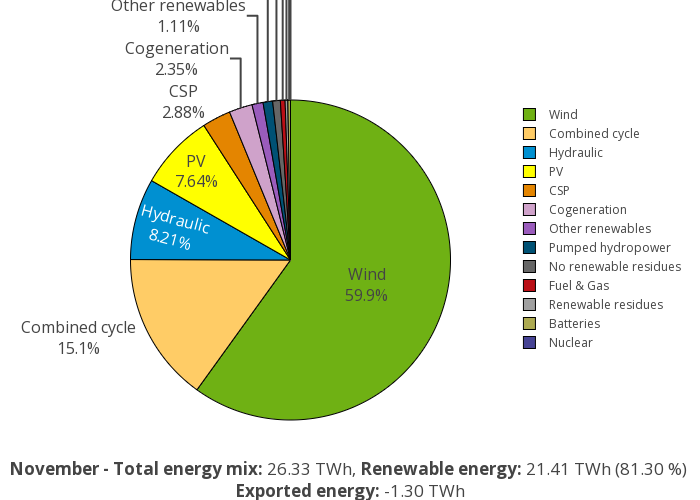 Other renewables
1.11%
Cogeneration
2.35%
CSP
2.88%
PV
7.64%
Hydraulic
8.21%
Wind
59.9%
Combined cycle
15.1%
Wind
Combined cycle
Hydraulic
PV
CSP
Cogeneration
Other renewables
Pumped hydropower
No renewable residues
Fuel & Gas
Renewable residues
Batteries
Nuclear
November - Total energy mix: 26.33 TWh, Renewable energy: 21.41 TWh (81.30 %)
Exported energy: -1.30 TWh